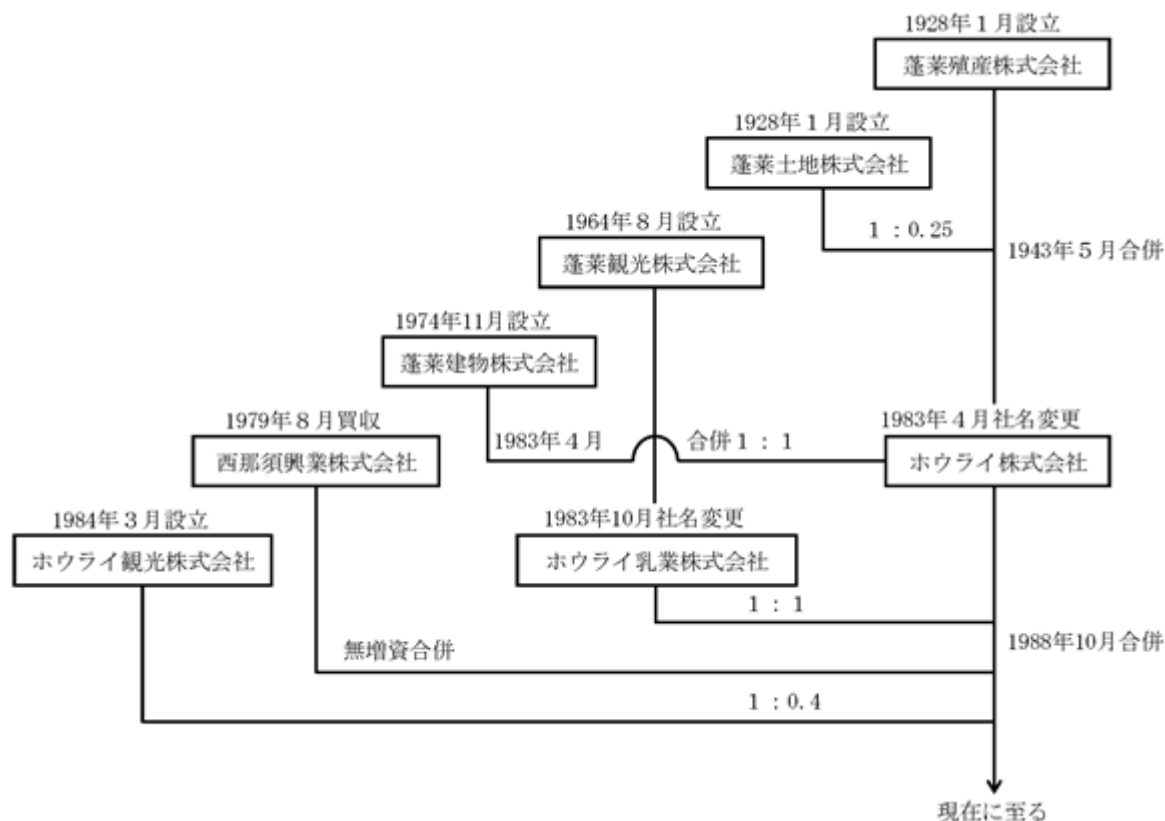 1928年1月設立
蓬莱殖産株式会社
1928年1月設立
蓬莱土地株式会社
1964年8月設立
1:0.25
蓬莱観光株式会社
1943年5月合併
1974年11月設立
蓬莱建物株式会社
1979年8月買収
1983年4月社名変更
1983年4月
合併1:1
西那須興業株式会社
ホウライ株式会社
1984年3月設立
1983年10月社名変更
ホウライ観光株式会社
ホウライ乳業株式会社
1:1
無増資合併
1988年10月合併
1:0.4
現在に至る